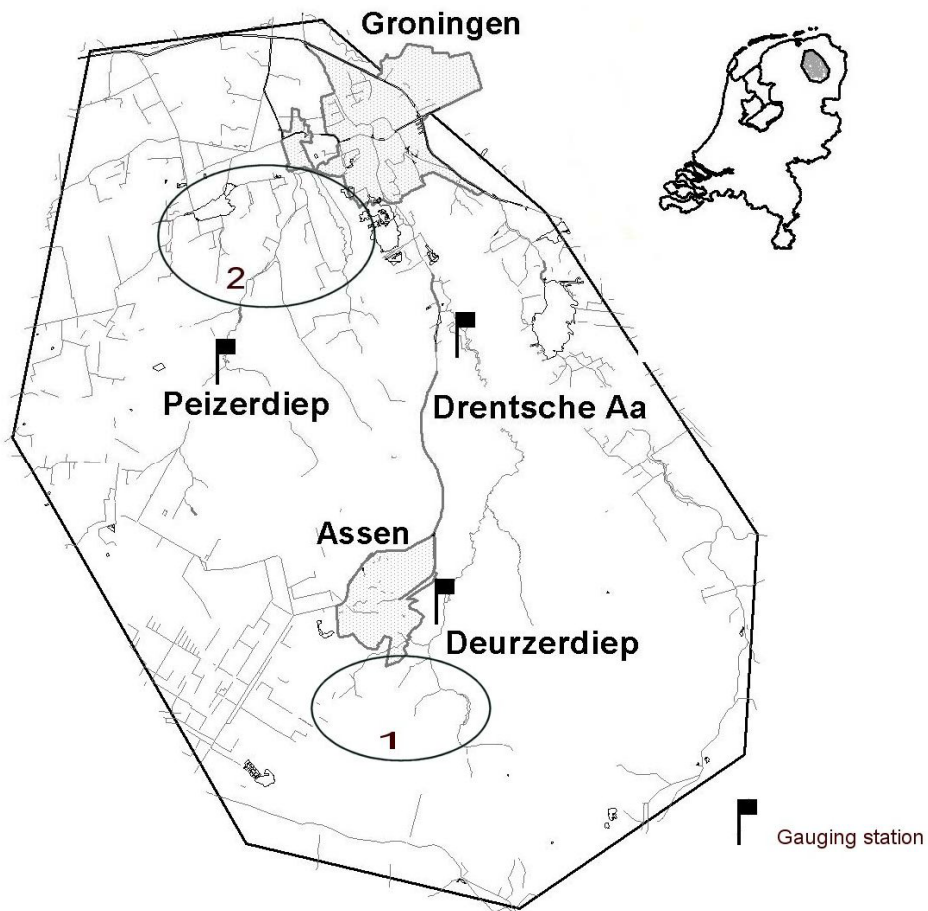 Groningen
2
Peizerdiep
Drentsche Aa
Assen
Deurzerdiep
1
Gauging station